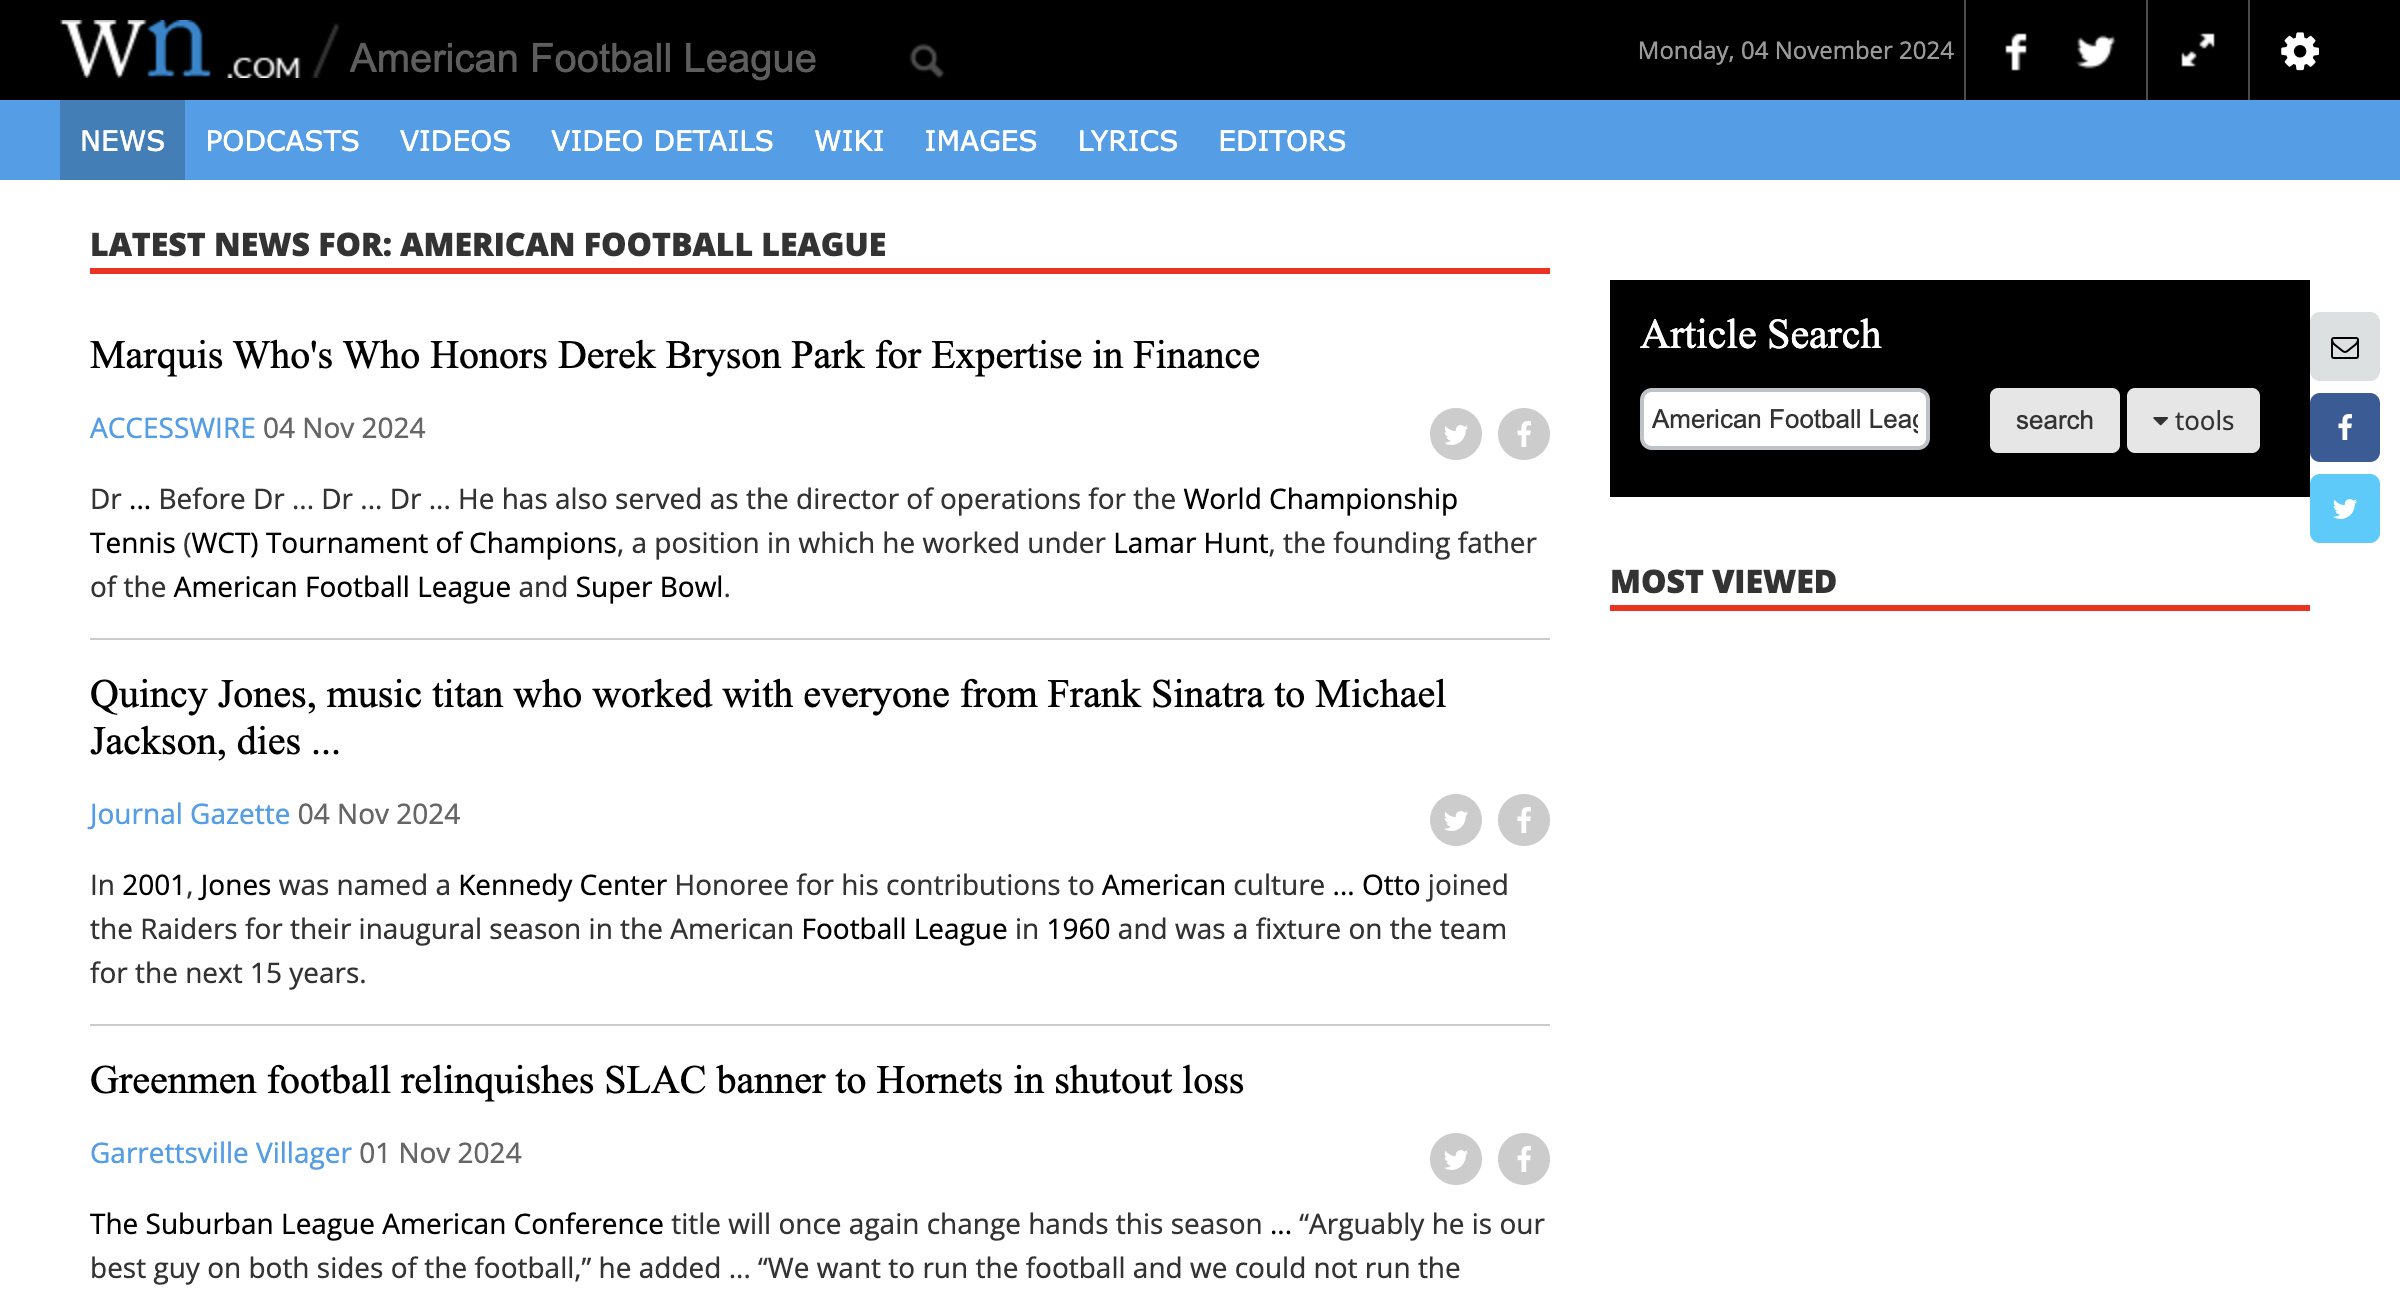 Wn.COM / American Football League
Monday, 04 November 2024
NEWS PODCASTS VIDEOS VIDEO DETAILS WIKI IMAGES LYRICS EDITORS
LATEST NEWS FOR: AMERICAN FOOTBALL LEAGUE
Marquis Who's Who Honors Derek Bryson Park for Expertise in Finance
ACCESSWIRE 04 Nov 2024
Dr ... Before Dr ... Dr ... Dr ... He has also served as the director of operations for the World Championship
Tennis (WCT) Tournament of Champions, a position in which he worked under Lamar Hunt, the founding father
of the American Football League and Super Bowl.
Quincy Jones, music titan who worked with everyone from Frank Sinatra to Michael
Jackson, dies ...
Journal Gazette 04 Nov 2024
In 2001, Jones was named a Kennedy Center Honoree for his contributions to American culture ... Otto joined
the Raiders for their inaugural season in the American Football League in 1960 and was a fixture on the team
for the next 15 years.
Greenmen football relinquishes SLAC banner to Hornets in shutout loss
Garrettsville Villager 01 Nov 2024
The Suburban League American Conference title will once again change hands this season ... “Arguably he is our
best guy on both sides of the football,” he added ... “We want to run the football and we could not run the
Article Search
American Football Leag
search
tools
MOST VIEWED